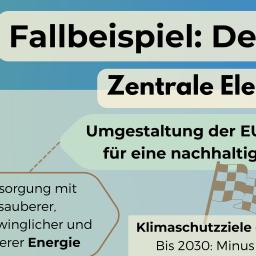 Fallbeispiel: De
Zentrale Ele
Umgestaltung der EU
für eine nachhaltig
sorgung mit
sauberer,
winglicher und
erer Energie
Klimaschutzziele
Bis 2030: Minus